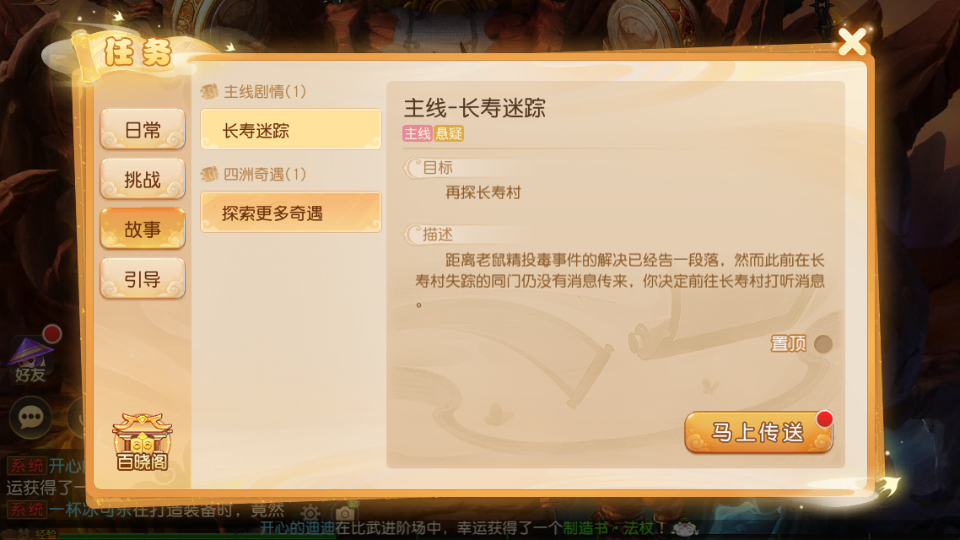 任务
日常
挑战
故事
引导
百晓阁
主线剧情(1)
长寿迷踪
四洲奇遇(1)
探索更多奇遇
主线-长寿迷踪
主线 悬疑
目标
再探长寿村
描述
距离老鼠精投毒事件的解决已经告一段落，然而此前在长
寿村失踪的同门仍没有消息传来，你决定前往长寿村打听消息
。
置顶
马上传送
好友
系统 开心
运获得了一
系统 一杯冰可乐在打造装备时，竟然
开心的迪迪在比武进阶场中，幸运获得了一个制造书·法杖！
经验